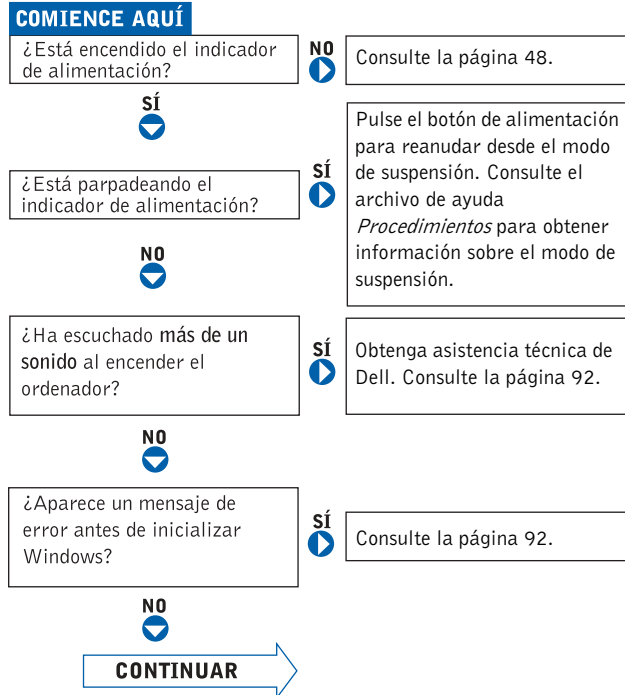 COMIENCE AQUÍ
¿Está encendido el indicador
de alimentación?
NO
Consulte la página 48.
SÍ
¿Está parpadeando el
indicador de alimentación?
SÍ
Pulse el botón de alimentación
para reanudar desde el modo
de suspensión. Consulte el
archivo de ayuda
Procedimientos para obtener
información sobre el modo de
suspensión.
NO
¿Ha escuchado más de un
sonido al encender el
ordenador?
SÍ
Obtenga asistencia técnica de
Dell. Consulte la página 92.
NO
¿Aparece un mensaje de
error antes de inicializar
Windows?
SÍ
Consulte la página 92.
NO
CONTINUAR